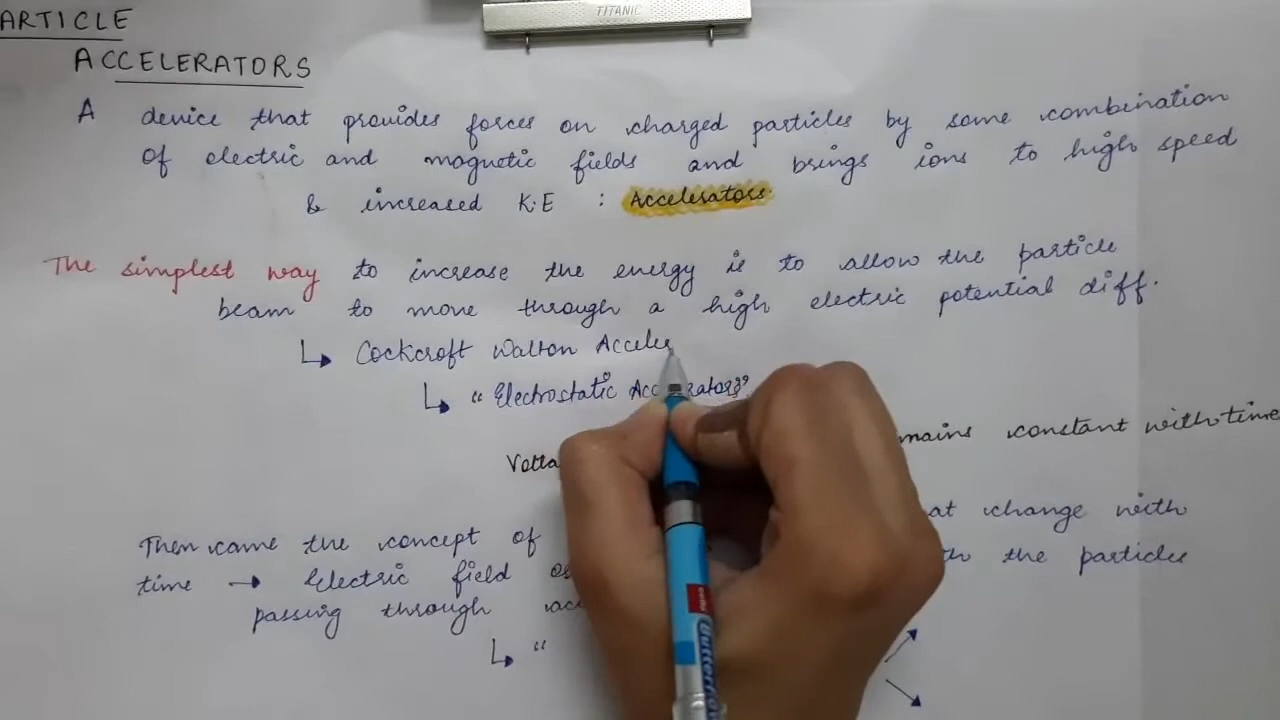 TITANIC
ARTICLE
ACCELERATORS
A device that provides forces on charged particles by some combination
of electric and magnetic fields and brings ions to high speed
& increased K.E : Accelerators
The simplest way to increase the energy is to allow the particle
beam to move through a high electric potential diff.
↳ Cockcroft Walton Acceler
↳ "Electrostatic Accelerators"
mains constant with time
Then came the concept of at change with
time → Electric field the particles
passing through
↳ "